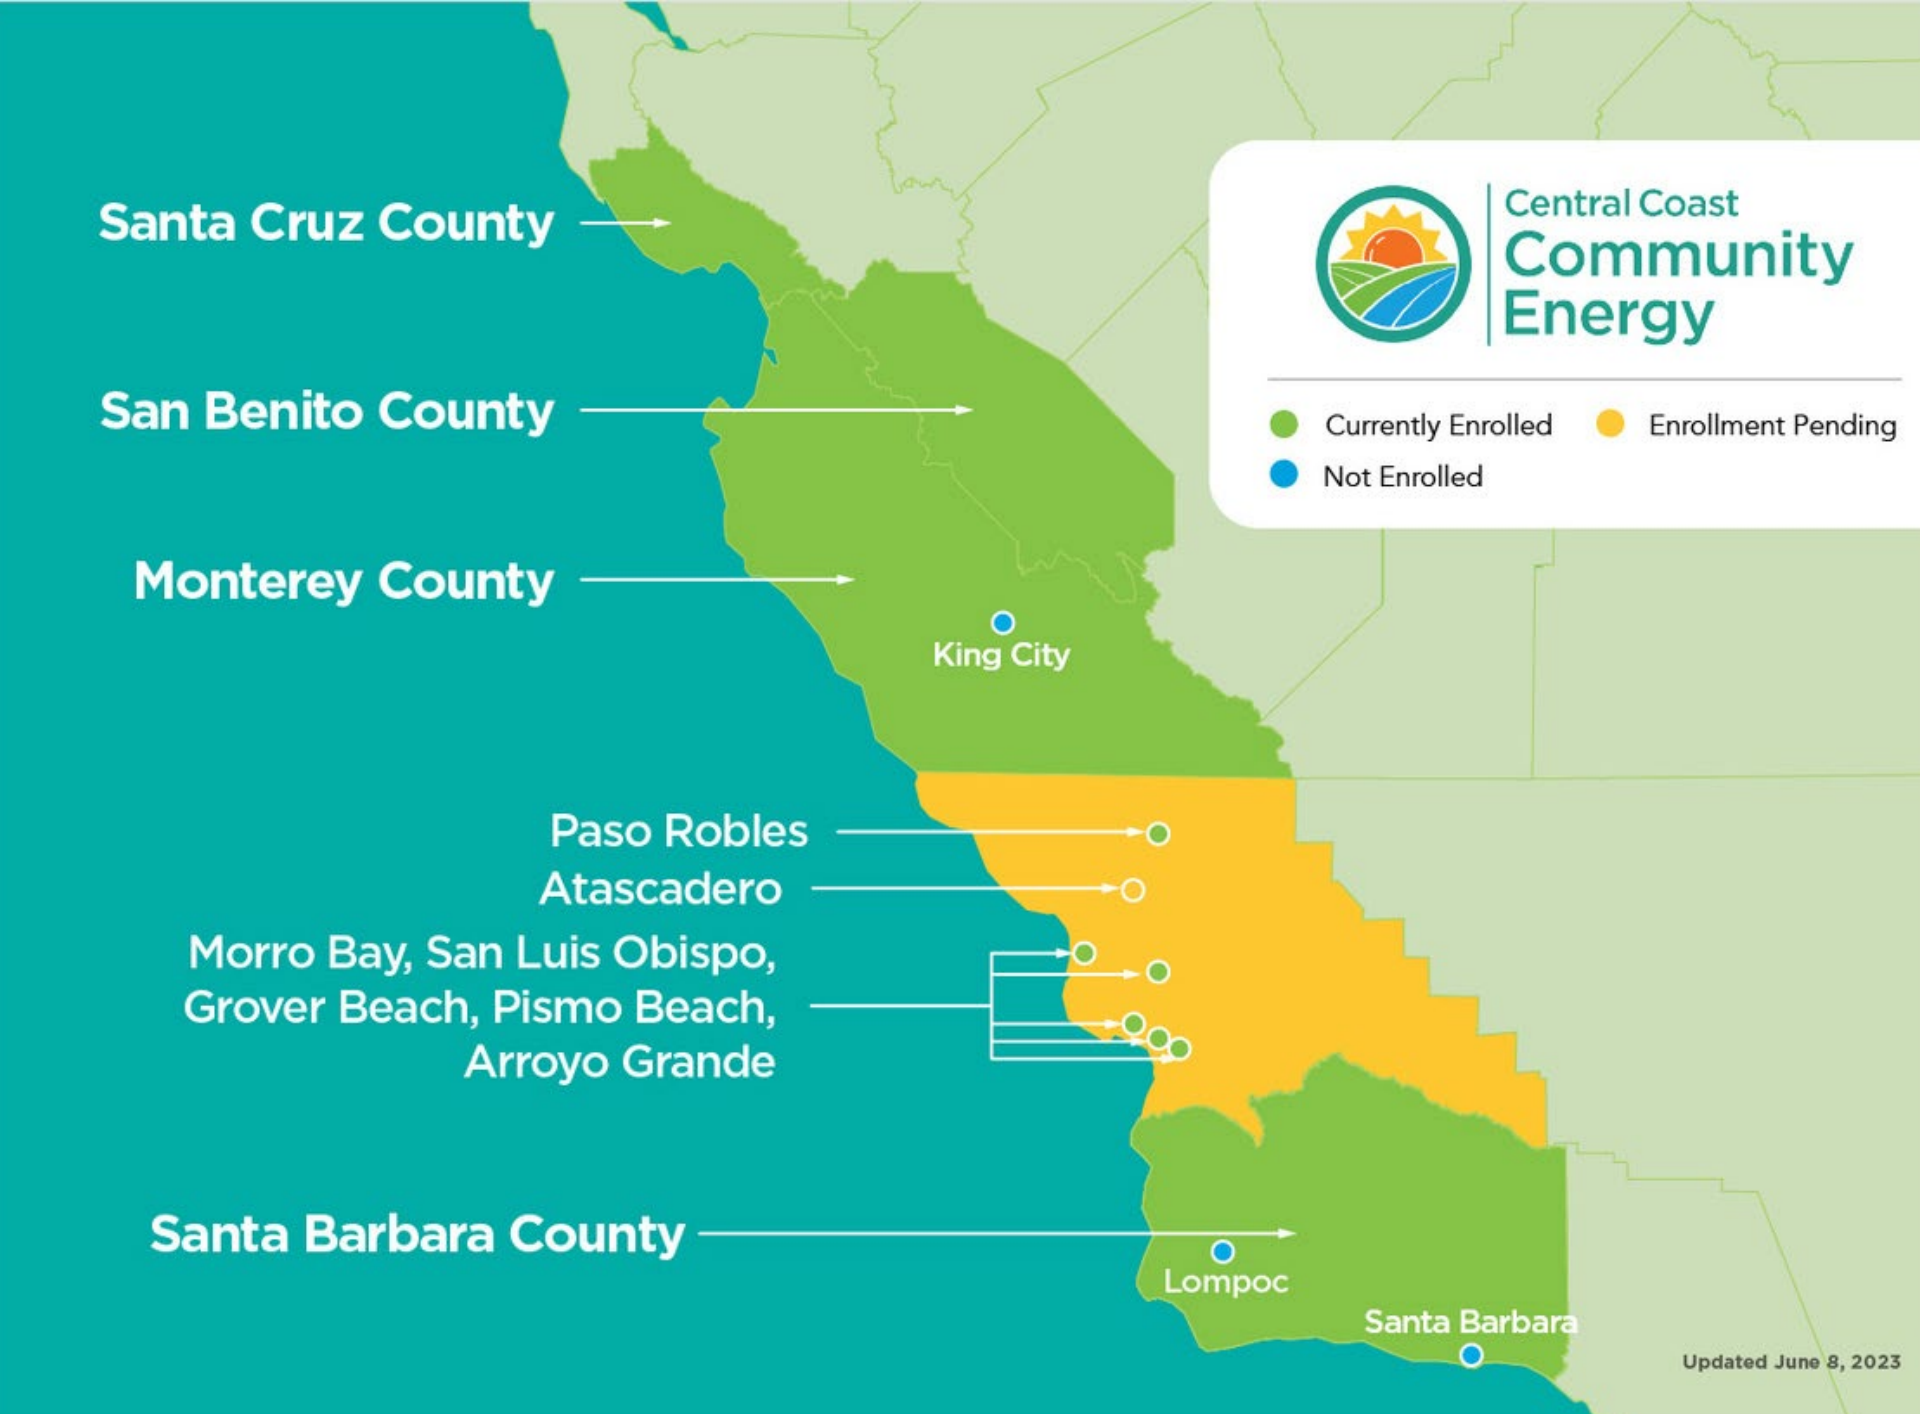 Santa Cruz County
San Benito County
Monterey County
King City
Paso Robles
Atascadero
Morro Bay, San Luis Obispo,
Grover Beach, Pismo Beach,
Arroyo Grande
Santa Barbara County
Lompoc
Santa Barbara
Central Coast
Community
Energy
Currently Enrolled
Enrollment Pending
Not Enrolled
Updated June 8, 2023